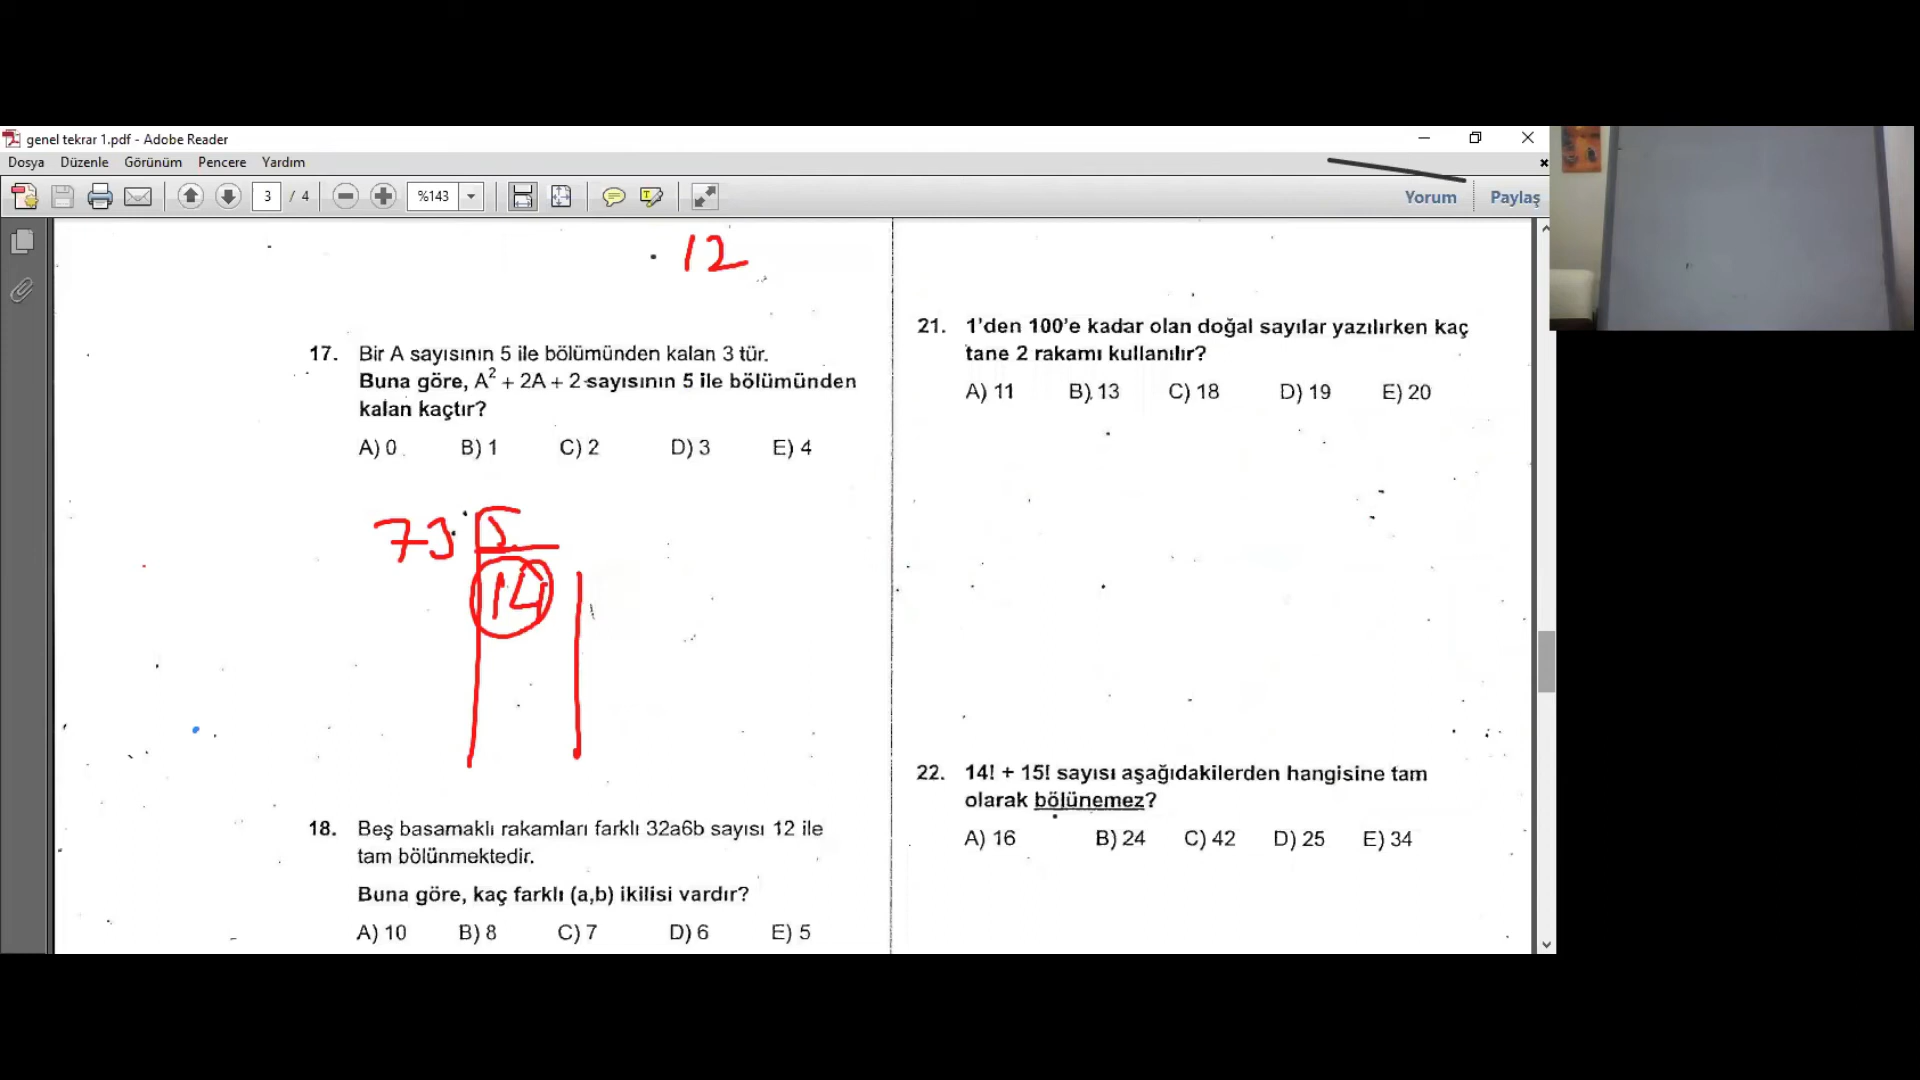 genel tekrar 1.pdf - Adobe Reader
Dosya Düzenle Görünüm Pencere Yardım
3 / 4 %143 Yorum Paylaş
12
17. Bir A sayısının 5 ile bölümünden kalan 3 tür.
Buna göre, A² + 2A + 2 sayısının 5 ile bölümünden
kalan kaçtır?
A) 0 B) 1 C) 2 D) 3 E) 4
73 5
14
18. Beş basamaklı rakamları farklı 32a6b sayısı 12 ile
tam bölünmektedir.
Buna göre, kaç farklı (a,b) ikilisi vardır?
A) 10 B) 8 C) 7 D) 6 E) 5
21. 1'den 100'e kadar olan doğal sayılar yazılırken kaç
tane 2 rakamı kullanılır?
A) 11 B) 13 C) 18 D) 19 E) 20
22. 14! + 15! sayısı aşağıdakilerden hangisine tam
olarak bölünemez?
A) 16 B) 24 C) 42 D) 25 E) 34